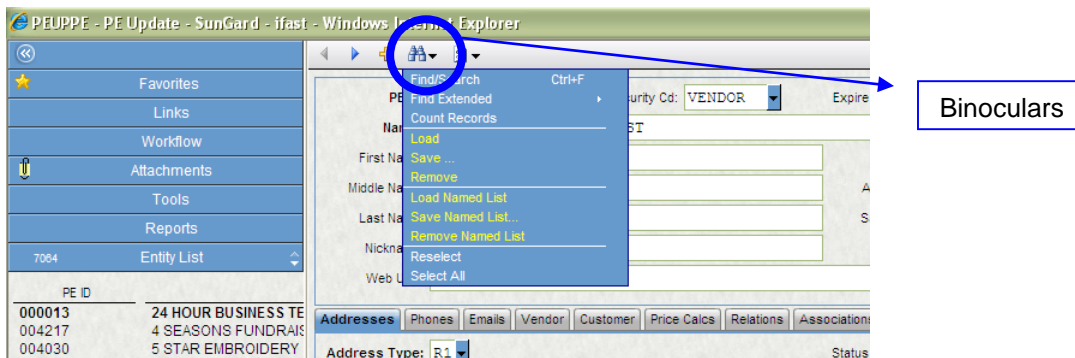 PEUPPE - PE Update - SunGard - ifast - Windows Internet Explorer
Favorites
Links
Workflow
Attachments
Tools
Reports
7064 Entity List
PE ID
000013 24 HOUR BUSINESS TE
004217 4 SEASONS FUNDRAIS
004030 5 STAR EMBROIDERY
Find/Search Ctrl+F
Find Extended
Count Records
Load
Save ...
Remove
Load Named List
Save Named List...
Remove Named List
Reselect
Select All
PE
urity Cd: VENDOR Expire
Nar ST
First Na
Middle Na A
Last Na S
Nickna
Web U
Addresses Phones Emails Vendor Customer Price Calcs Relations Associations
Address Type: R1 Status
Binoculars